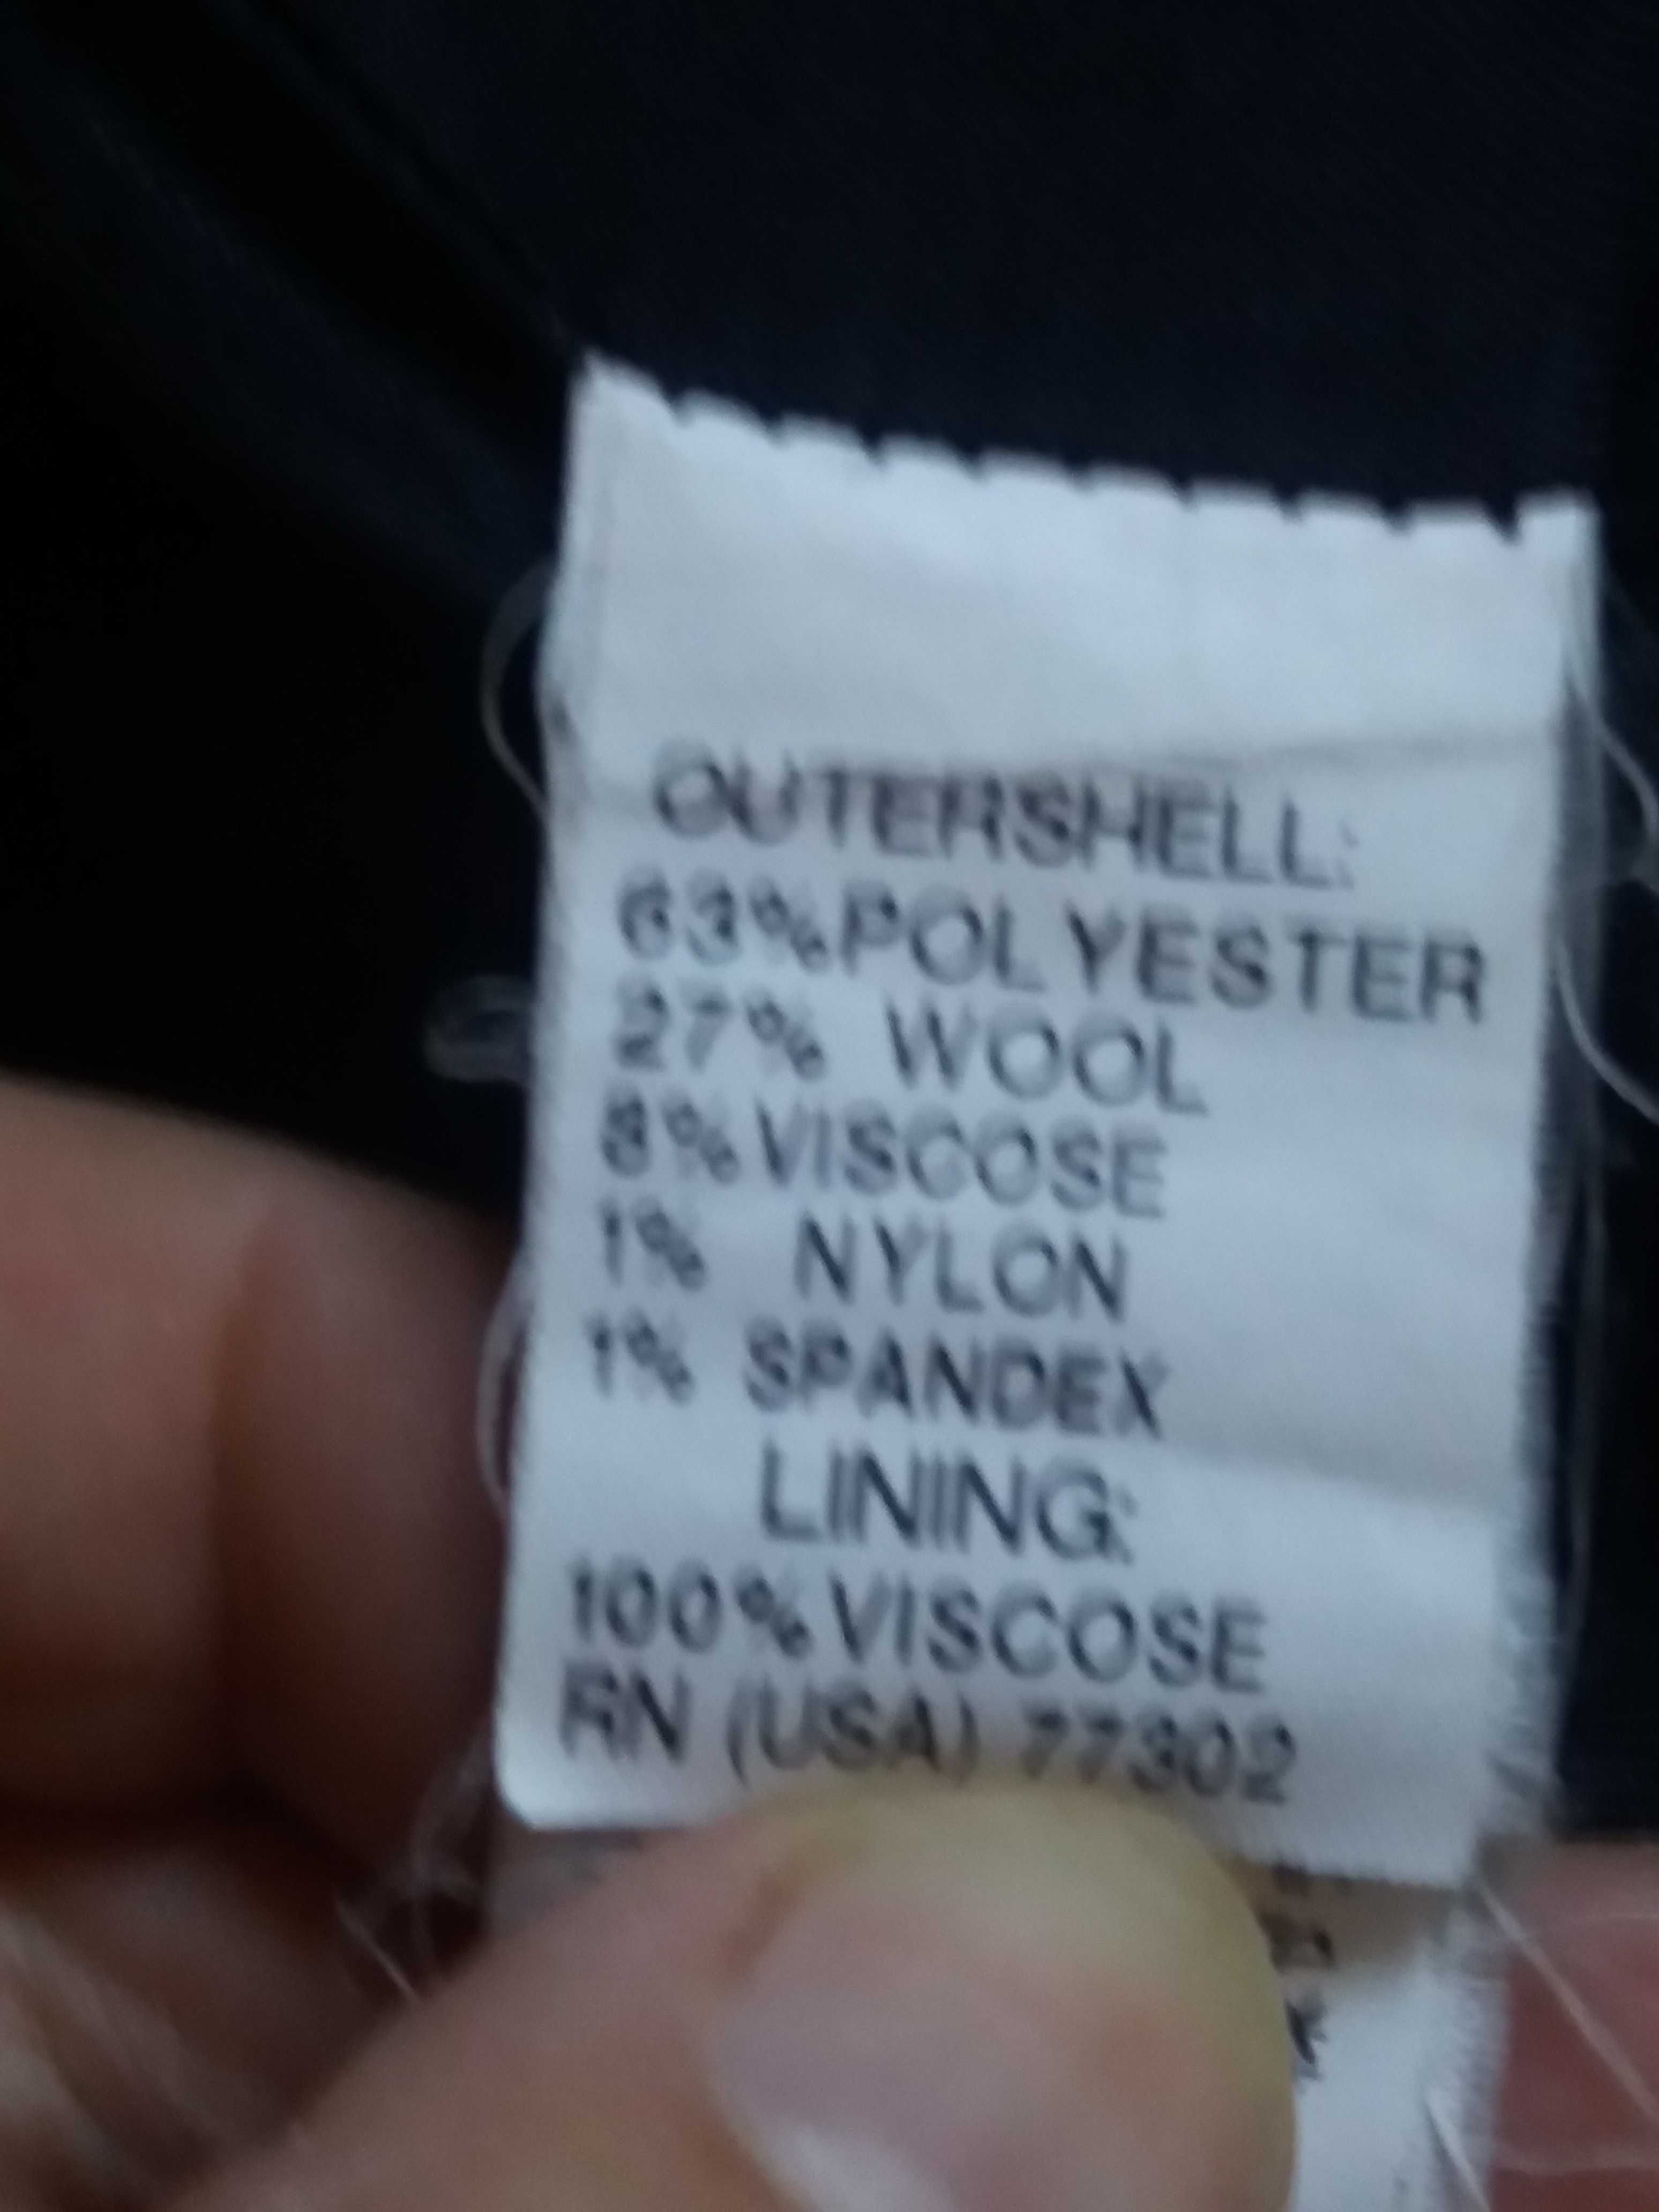 OUTERSHELL:
63%POLYESTER
27% WOOL
8%VISCOSE
1% NYLON
1% SPANDEX
LINING:
100%VISCOSE
RN (USA) 77302